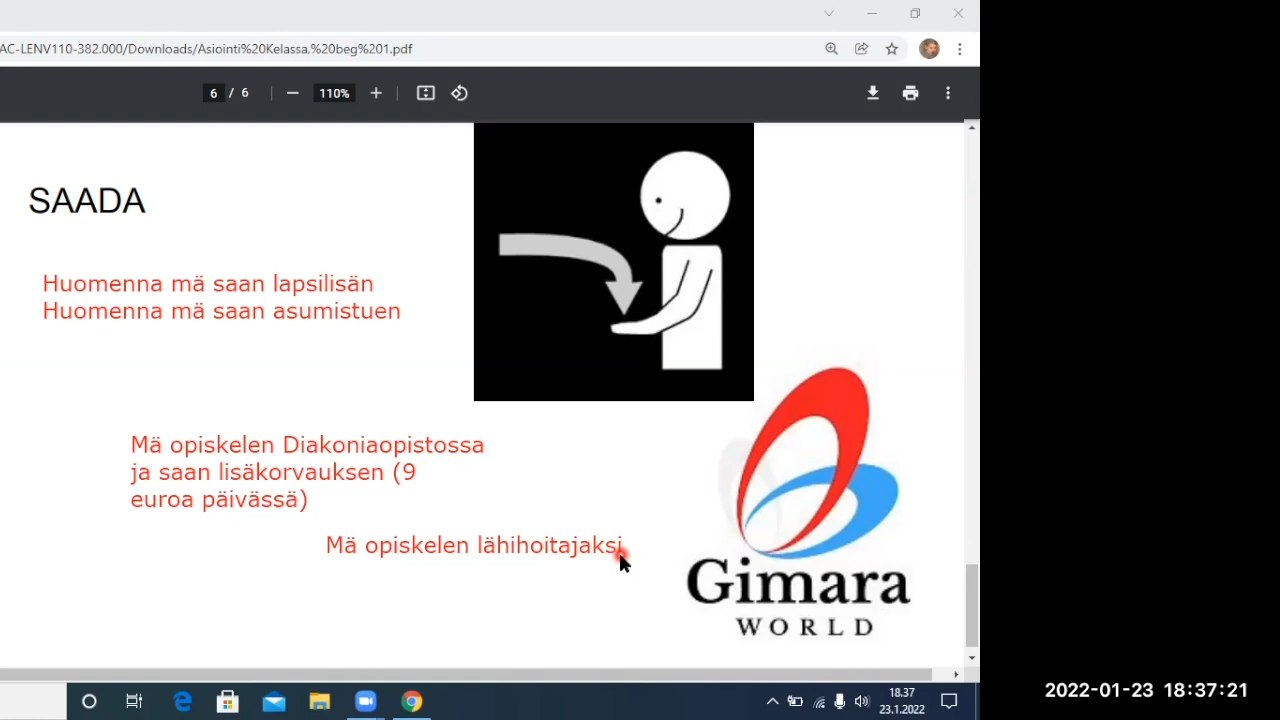 AC-LENV110-382.000/Downloads/Asiointi%20Kelassa,%20beg%201.pdf
6 / 6
110%
SAADA
Huomenna mä saan lapsilisän
Huomenna mä saan asumistuen
Mä opiskelen Diakoniaopistossa
ja saan lisäkorvauksen (9
euroa päivässä)
Mä opiskelen lähihoitajaksi
Gimara
WORLD
18.37
23.1.2022
2022-01-23 18:37:21